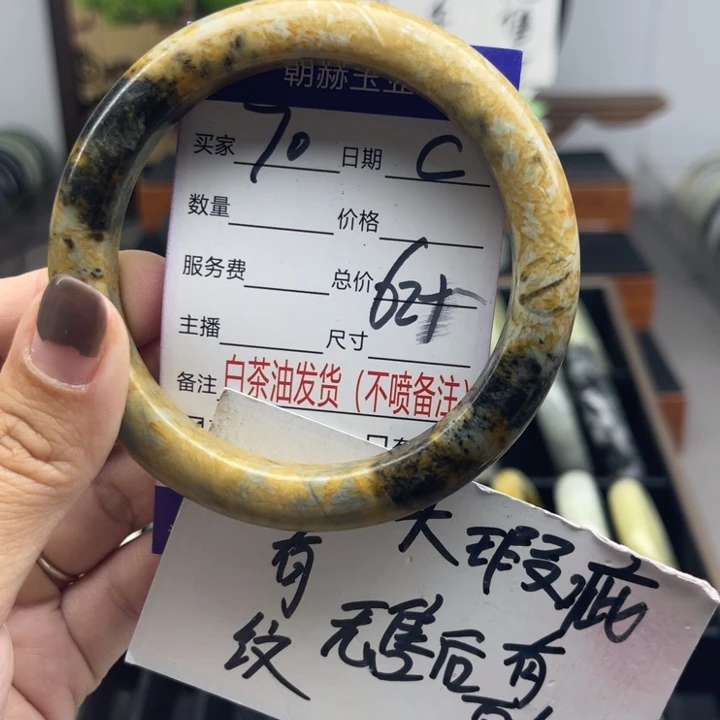 朝赫玉业
买家 70 日期 C
数量 价格
服务费 总价 62+
主播 尺寸
备注 白茶油发货（不喷备注）
有 大瑕疵
纹 无售后有